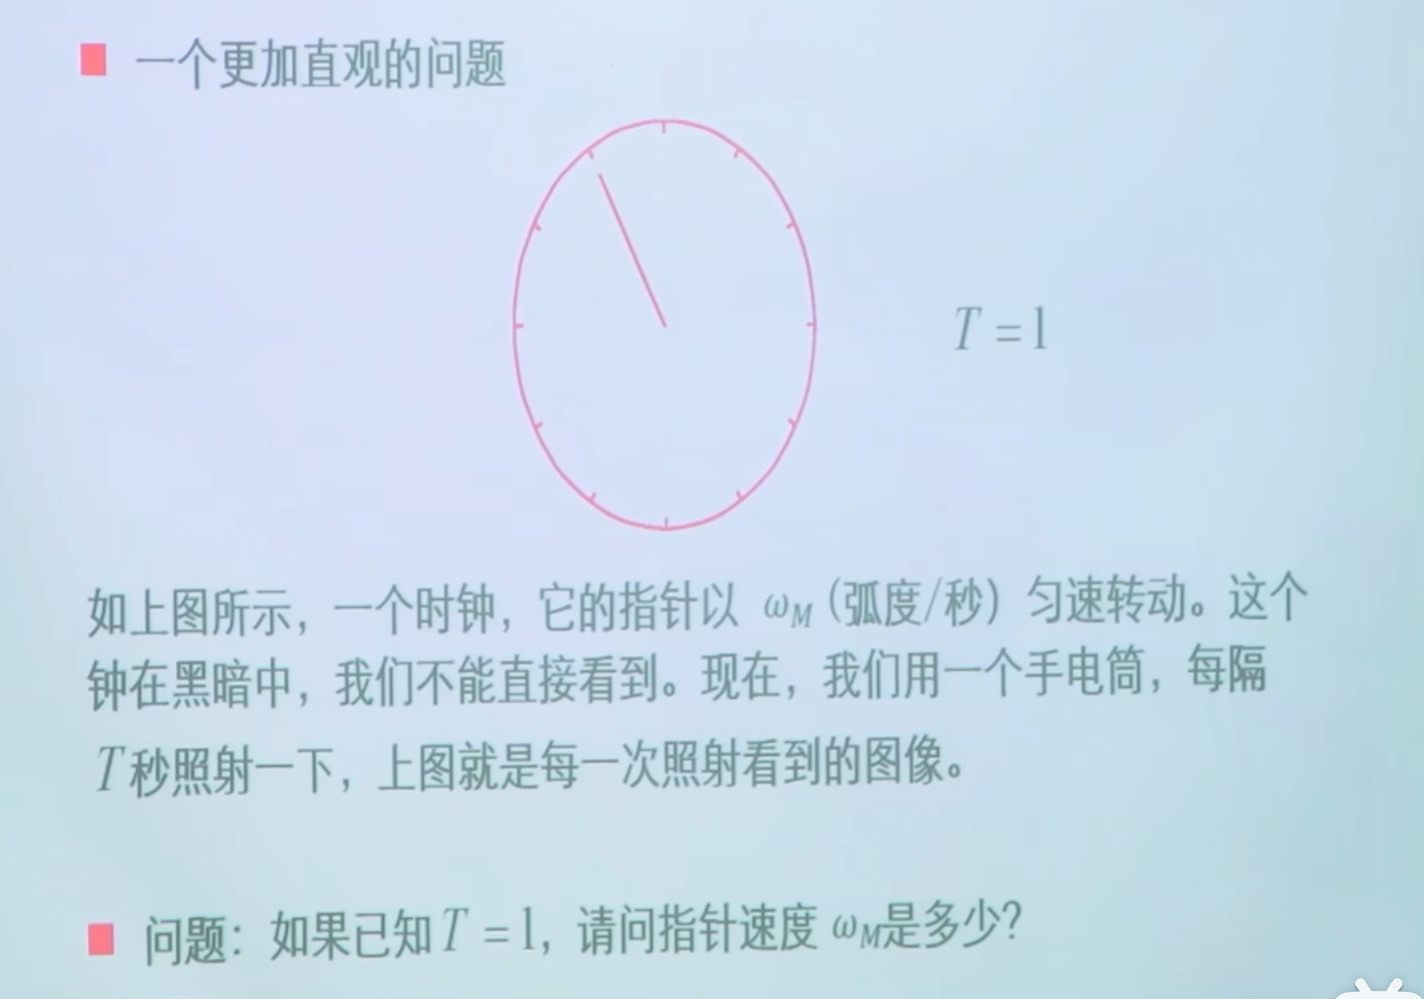 一个更加直观的问题
T = 1
如上图所示，一个时钟，它的指针以 ω_M (弧度/秒) 匀速转动。这个
钟在黑暗中，我们不能直接看到。现在，我们用一个手电筒，每隔
T 秒照射一下，上图就是每一次照射看到的图像。
问题：如果已知 T = 1，请问指针速度 ω_M是多少？